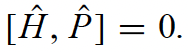 [Ĥ, P̂] = 0.